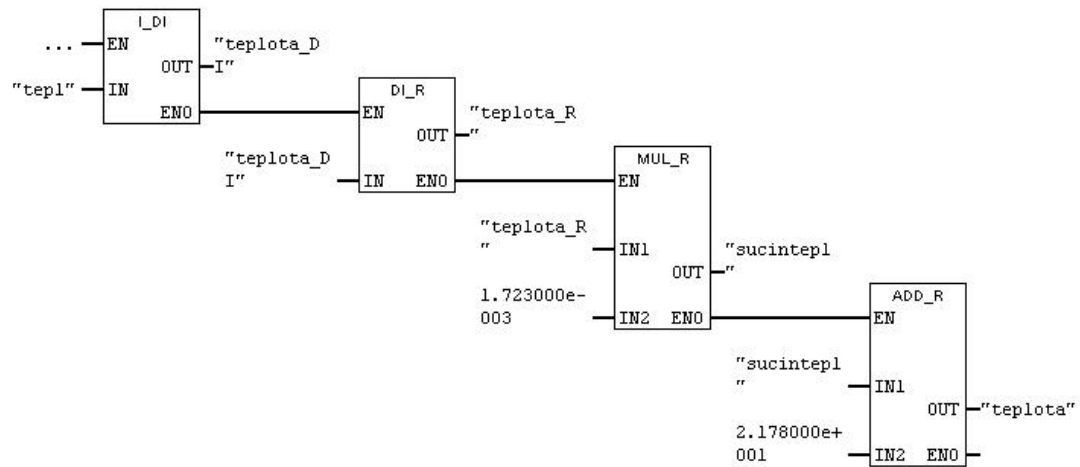 I_DI
...
EN
"teplota_D
OUT
I"
"tepl"
IN
ENO
DI_R
EN
"teplota_R
OUT
"
"teplota_D
I"
IN
ENO
MUL_R
EN
"teplota_R
"
IN1
"sucintepl
OUT
"
1.723000e-
003
IN2
ENO
ADD_R
EN
"sucintepl
"
IN1
OUT
"teplota"
2.178000e+
001
IN2
ENO